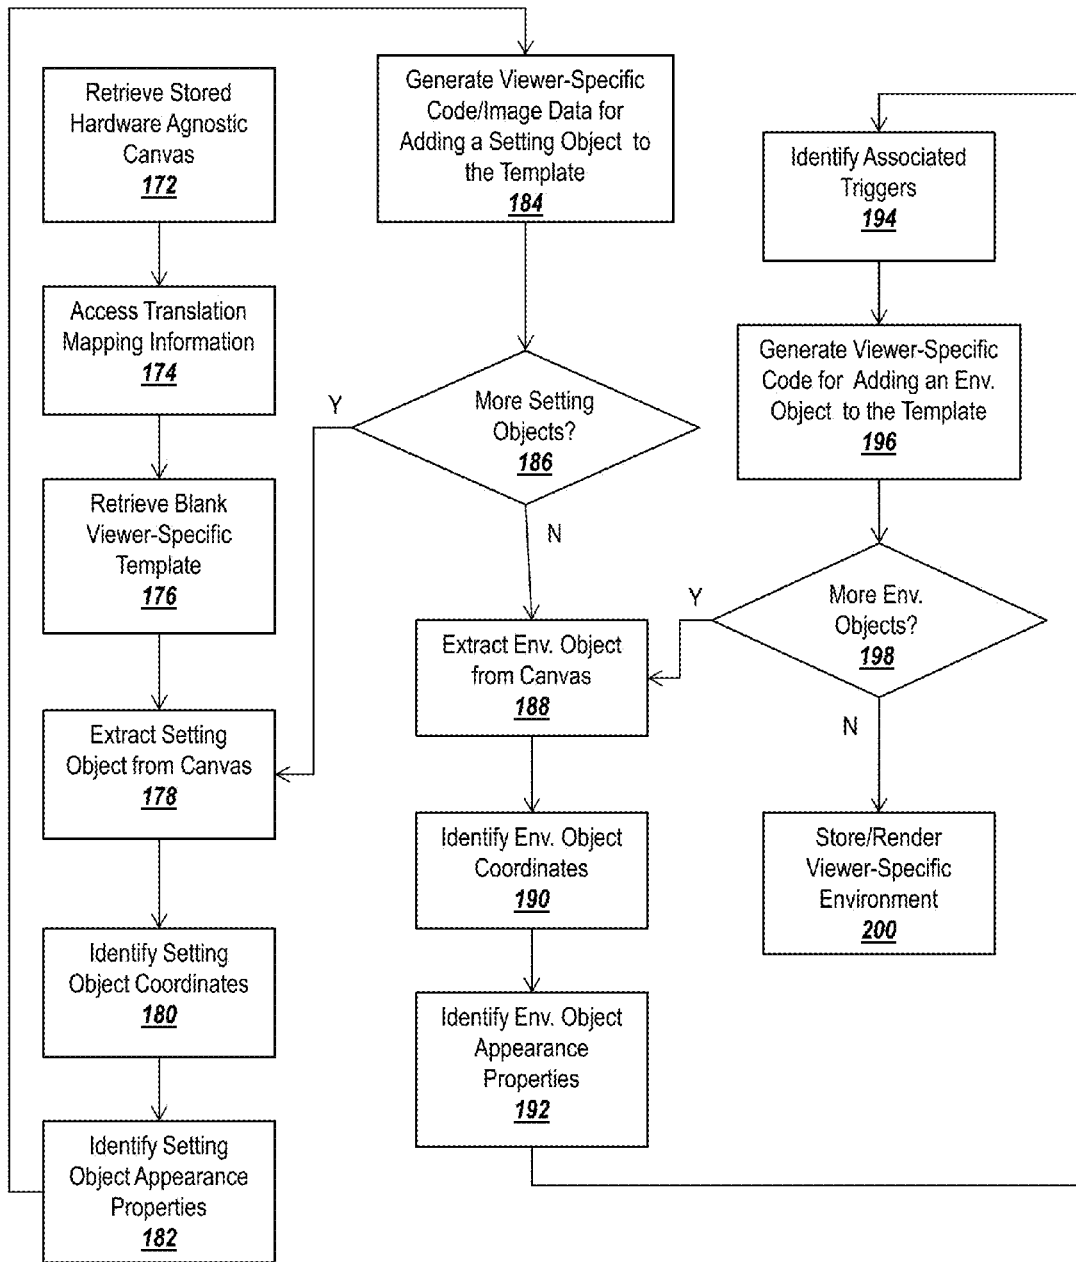 Retrieve Stored
Hardware Agnostic
Canvas
172
Access Translation
Mapping Information
174
Retrieve Blank
Viewer-Specific
Template
176
Extract Setting
Object from Canvas
178
Identify Setting
Object Coordinates
180
Identify Setting
Object Appearance
Properties
182
Generate Viewer-Specific
Code/Image Data for
Adding a Setting Object to
the Template
184
More Setting
Objects?
186
Y
N
Extract Env. Object
from Canvas
188
Identify Env. Object
Coordinates
190
Identify Env. Object
Appearance
Properties
192
Identify Associated
Triggers
194
Generate Viewer-Specific
Code for Adding an Env.
Object to the Template
196
More Env.
Objects?
198
Y
N
Store/Render
Viewer-Specific
Environment
200